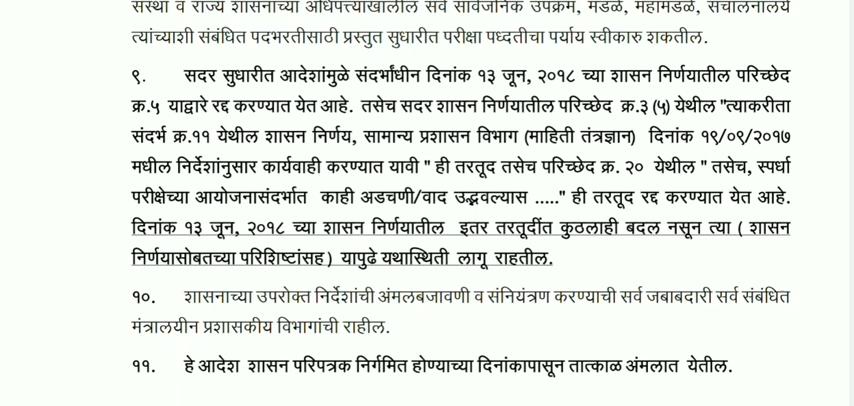 संस्था व राज्य शासनाच्या अधिपत्त्याखालील सर्व सार्वजनिक उपक्रम, मंडळे, महामंडळे, संचालनालये
त्यांच्याशी संबंधित पदभरतीसाठी प्रस्तुत सुधारीत परीक्षा पध्दतीचा पर्याय स्वीकारु शकतील.
९. सदर सुधारीत आदेशांमुळे संदर्भाधीन दिनांक १३ जून, २०१८ च्या शासन निर्णयातील परिच्छेद
क्र.५ याद्वारे रद्द करण्यात येत आहे. तसेच सदर शासन निर्णयातील परिच्छेद क्र.३ (५) येथील "त्याकरीता
संदर्भ क्र.११ येथील शासन निर्णय, सामान्य प्रशासन विभाग (माहिती तंत्रज्ञान) दिनांक १९/०९/२०१७
मधील निर्देशांनुसार कार्यवाही करण्यात यावी " ही तरतूद तसेच परिच्छेद क्र. २० येथील " तसेच, स्पर्धा
परीक्षेच्या आयोजनासंदर्भात काही अडचणी/वाद उद्भवल्यास ....." ही तरतूद रद्द करण्यात येत आहे.
दिनांक १३ जून, २०१८ च्या शासन निर्णयातील इतर तरतूदींत कुठलाही बदल नसून त्या ( शासन
निर्णयासोबतच्या परिशिष्टांसह ) यापुढे यथास्थिती लागू राहतील.
१०. शासनाच्या उपरोक्त निर्देशांची अंमलबजावणी व संनियंत्रण करण्याची सर्व जबाबदारी सर्व संबंधित
मंत्रालयीन प्रशासकीय विभागांची राहील.
११. हे आदेश शासन परिपत्रक निर्गमित होण्याच्या दिनांकापासून तात्काळ अंमलात येतील.